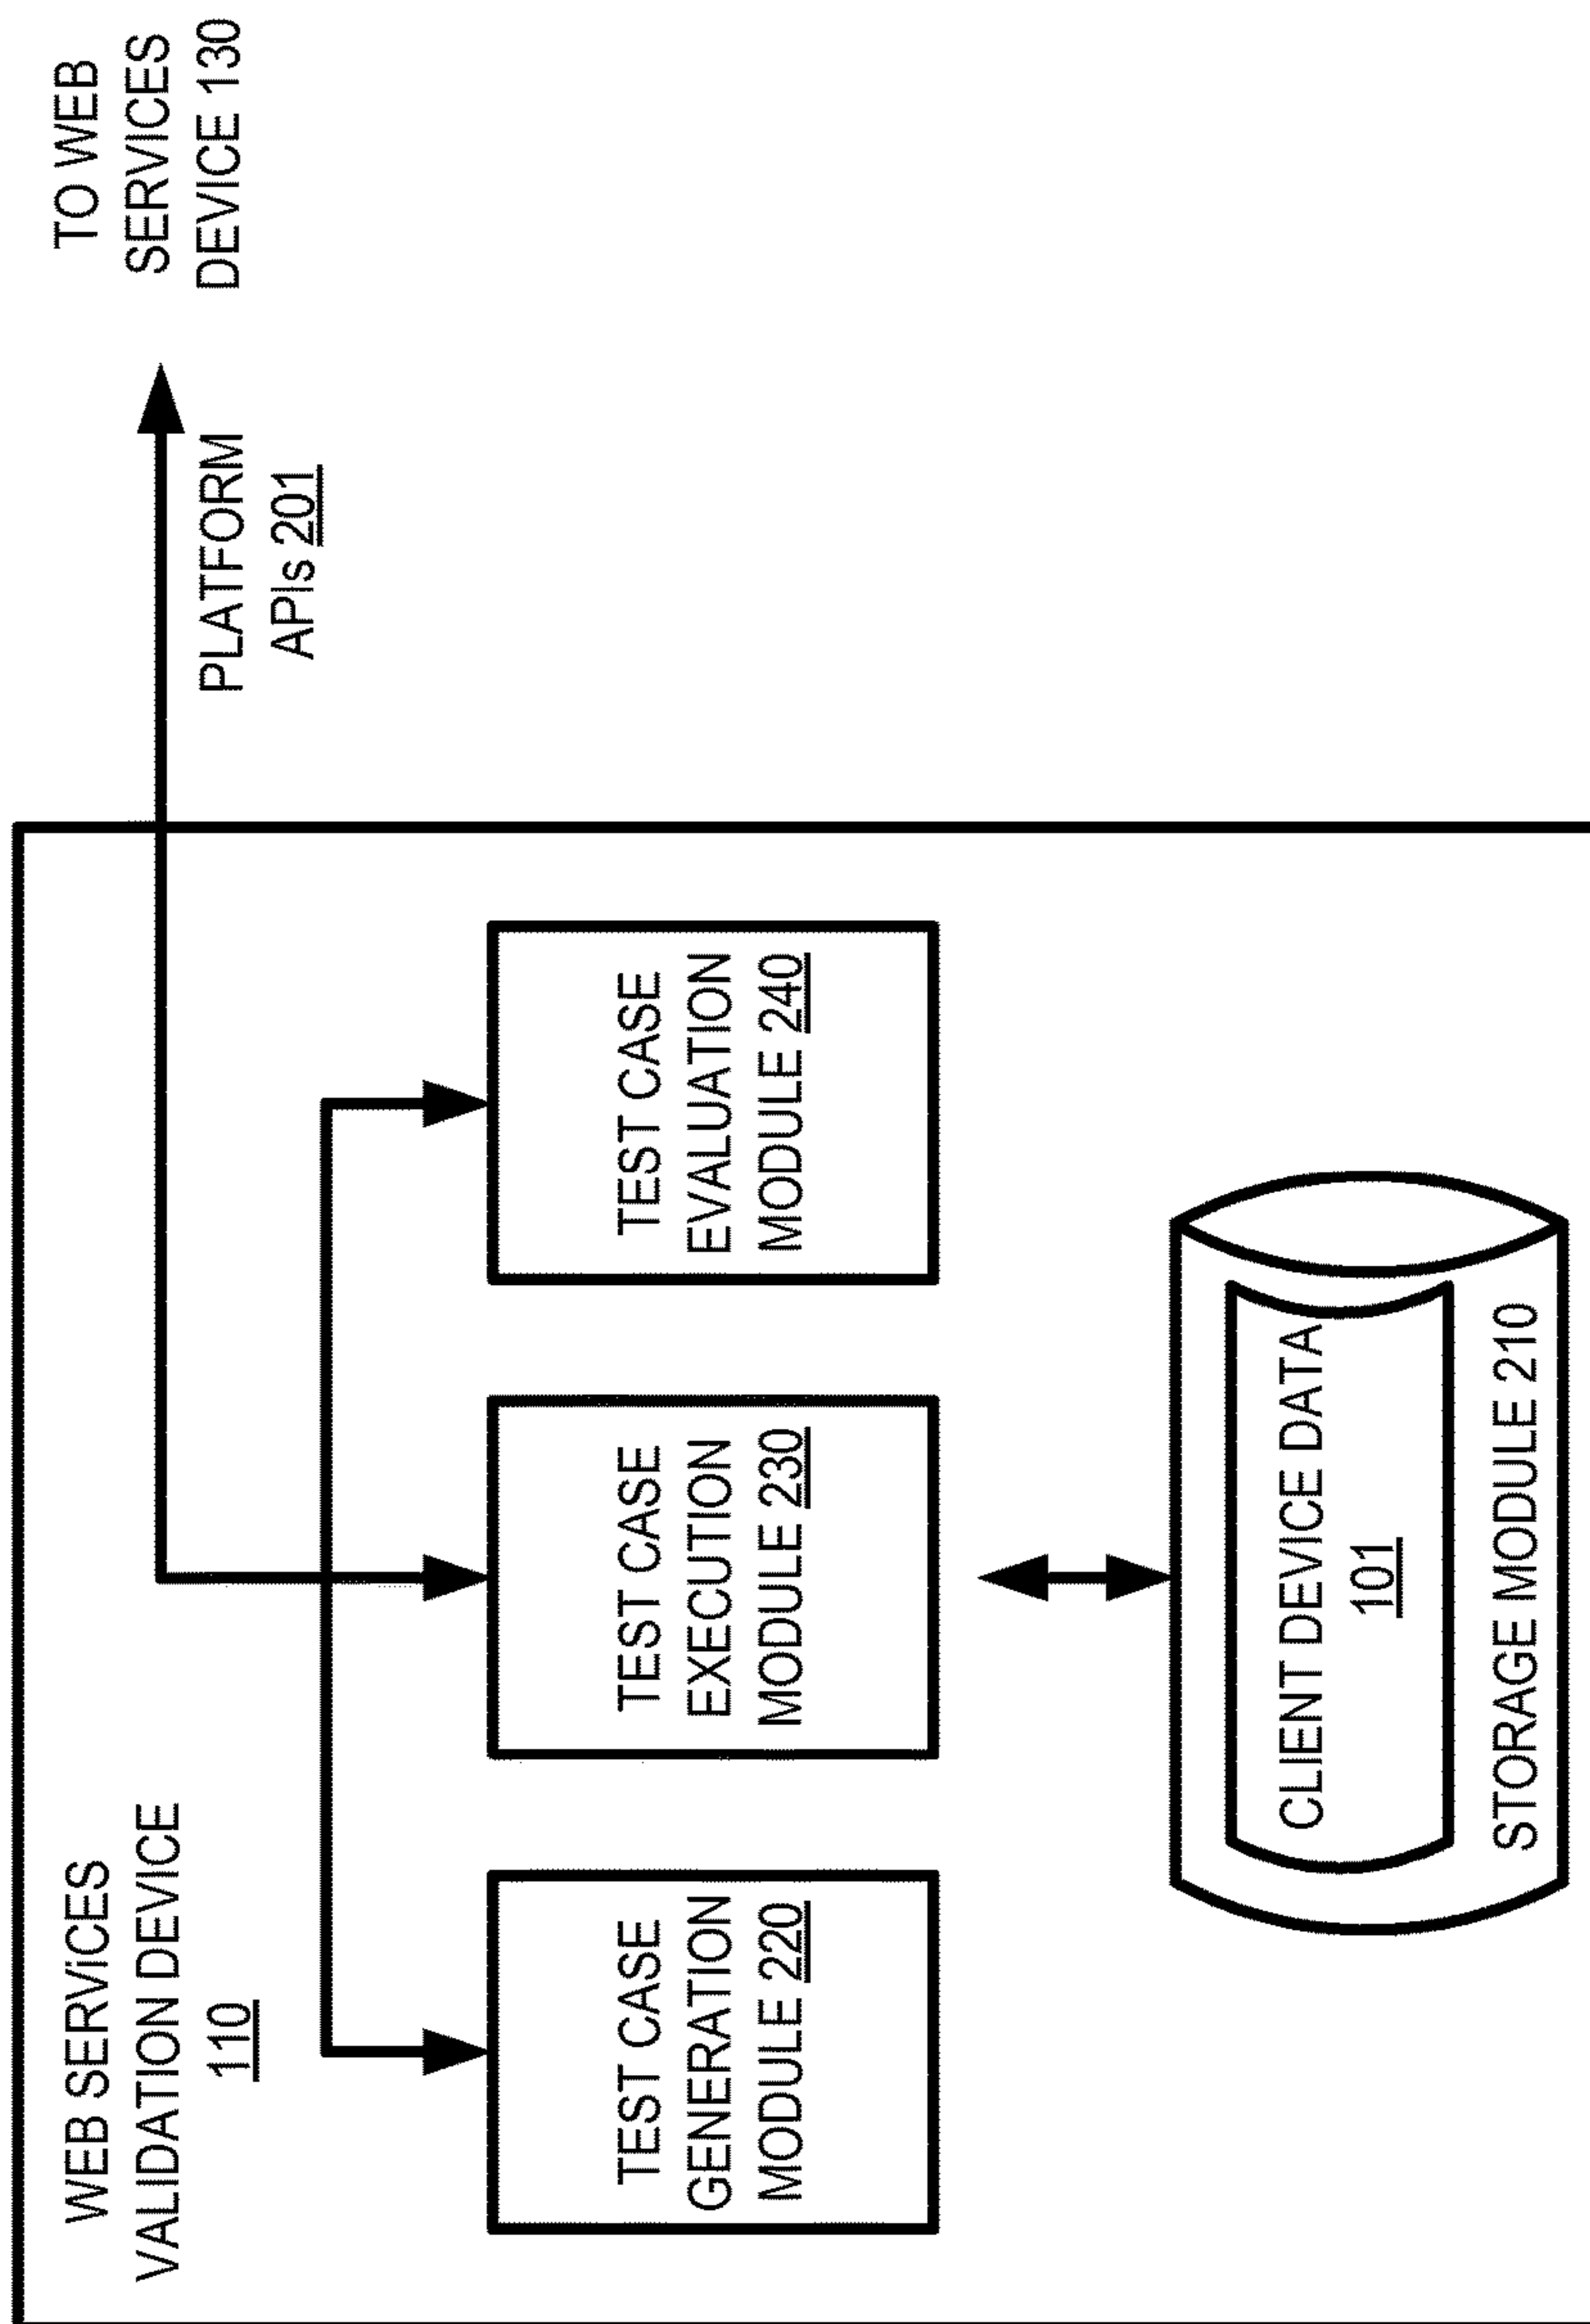 WEB SERViCES
VALIDATION DEVICE
110
TO WEB
SERVICES
DEVICE 130
PLATFORM
APIs 201
TEST CASE
GENERATION
MODULE 220
TEST CASE
EXECUTION
MODULE 230
TEST CASE
EVALUATION
MODULE 240
CLIENT DEVICE DATA
101
STORAGE MODULE 210